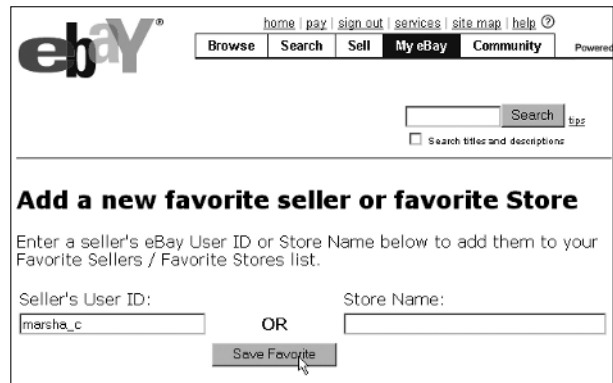 home | pay | sign out | services | site map | help ?
ebaY®
Browse Search Sell My eBay Community Powered
Search tips
Search titles and descriptions
Add a new favorite seller or favorite Store
Enter a seller's eBay User ID or Store Name below to add them to your
Favorite Sellers / Favorite Stores list.
Seller's User ID: Store Name:
marsha_c OR
Save Favorite